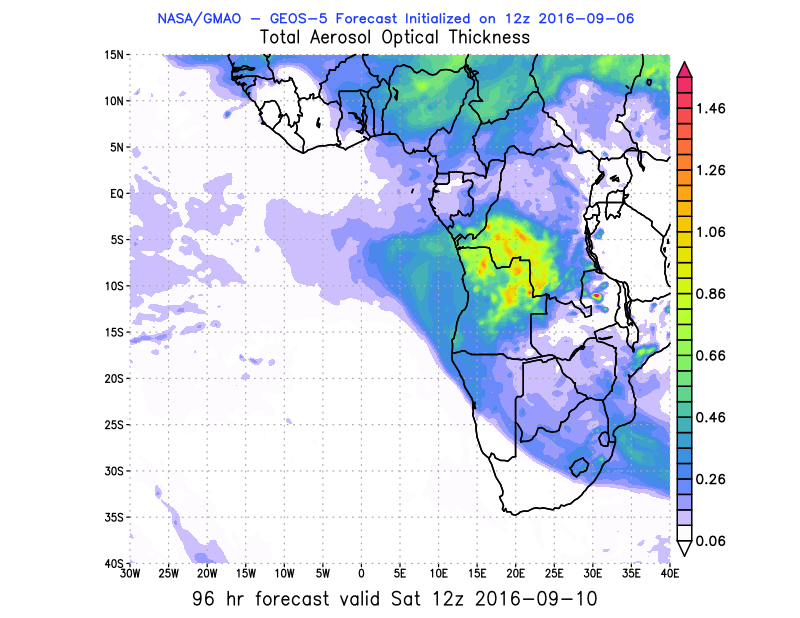 NASA/GMAO - GEOS-5 Forecast Initialized on 12z 2016-09-06
Total Aerosol Optical Thickness
15N
10N
5N
EQ
5S
10S
15S
20S
25S
30S
35S
40S
30W 25W 20W 15W 10W 5W 0 5E 10E 15E 20E 25E 30E 35E 40E
1.46
1.26
1.06
0.86
0.66
0.46
0.26
0.06
96 hr forecast valid Sat 12z 2016-09-10